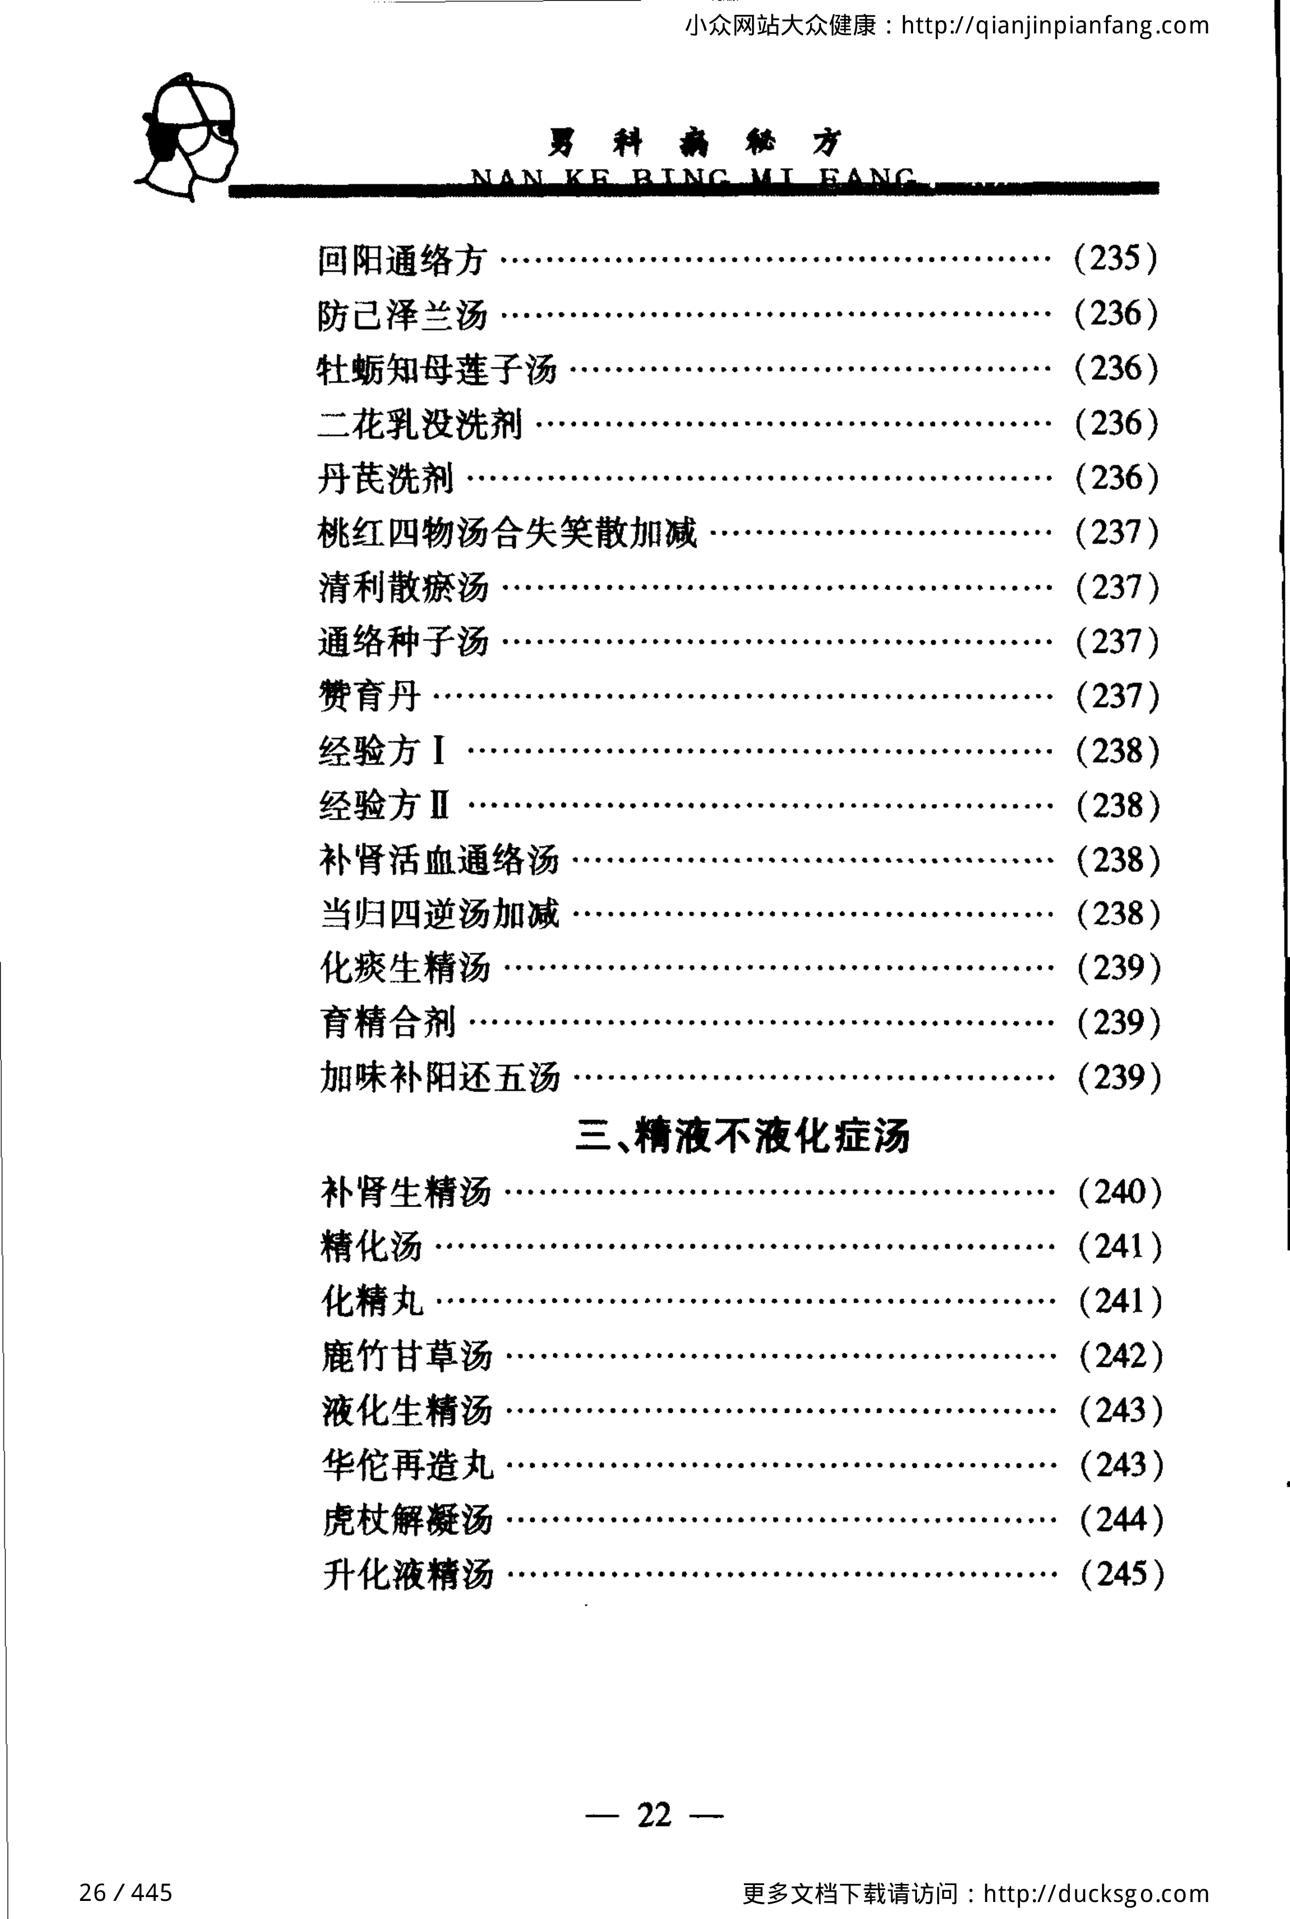 小众网站大众健康：http://qianjinpianfang.com
男科病秘方
NAN KE BING MI FANG
回阳通络方 ……………………………………… (235)
防己泽兰汤 ……………………………………… (236)
牡蛎知母莲子汤 ……………………………………… (236)
二花乳没洗剂 ……………………………………… (236)
丹芪洗剂 ……………………………………… (236)
桃红四物汤合失笑散加减 ……………………………………… (237)
清利散瘀汤 ……………………………………… (237)
通络种子汤 ……………………………………… (237)
赞育丹 ……………………………………… (237)
经验方Ⅰ ……………………………………… (238)
经验方Ⅱ ……………………………………… (238)
补肾活血通络汤 ……………………………………… (238)
当归四逆汤加减 ……………………………………… (238)
化痰生精汤 ……………………………………… (239)
育精合剂 ……………………………………… (239)
加味补阳还五汤 ……………………………………… (239)
三、精液不液化症汤
补肾生精汤 ……………………………………… (240)
精化汤 ……………………………………… (241)
化精丸 ……………………………………… (241)
鹿竹甘草汤 ……………………………………… (242)
液化生精汤 ……………………………………… (243)
华佗再造丸 ……………………………………… (243)
虎杖解凝汤 ……………………………………… (244)
升化液精汤 ……………………………………… (245)
— 22 —
26 / 445
更多文档下载请访问：http://ducksgo.com